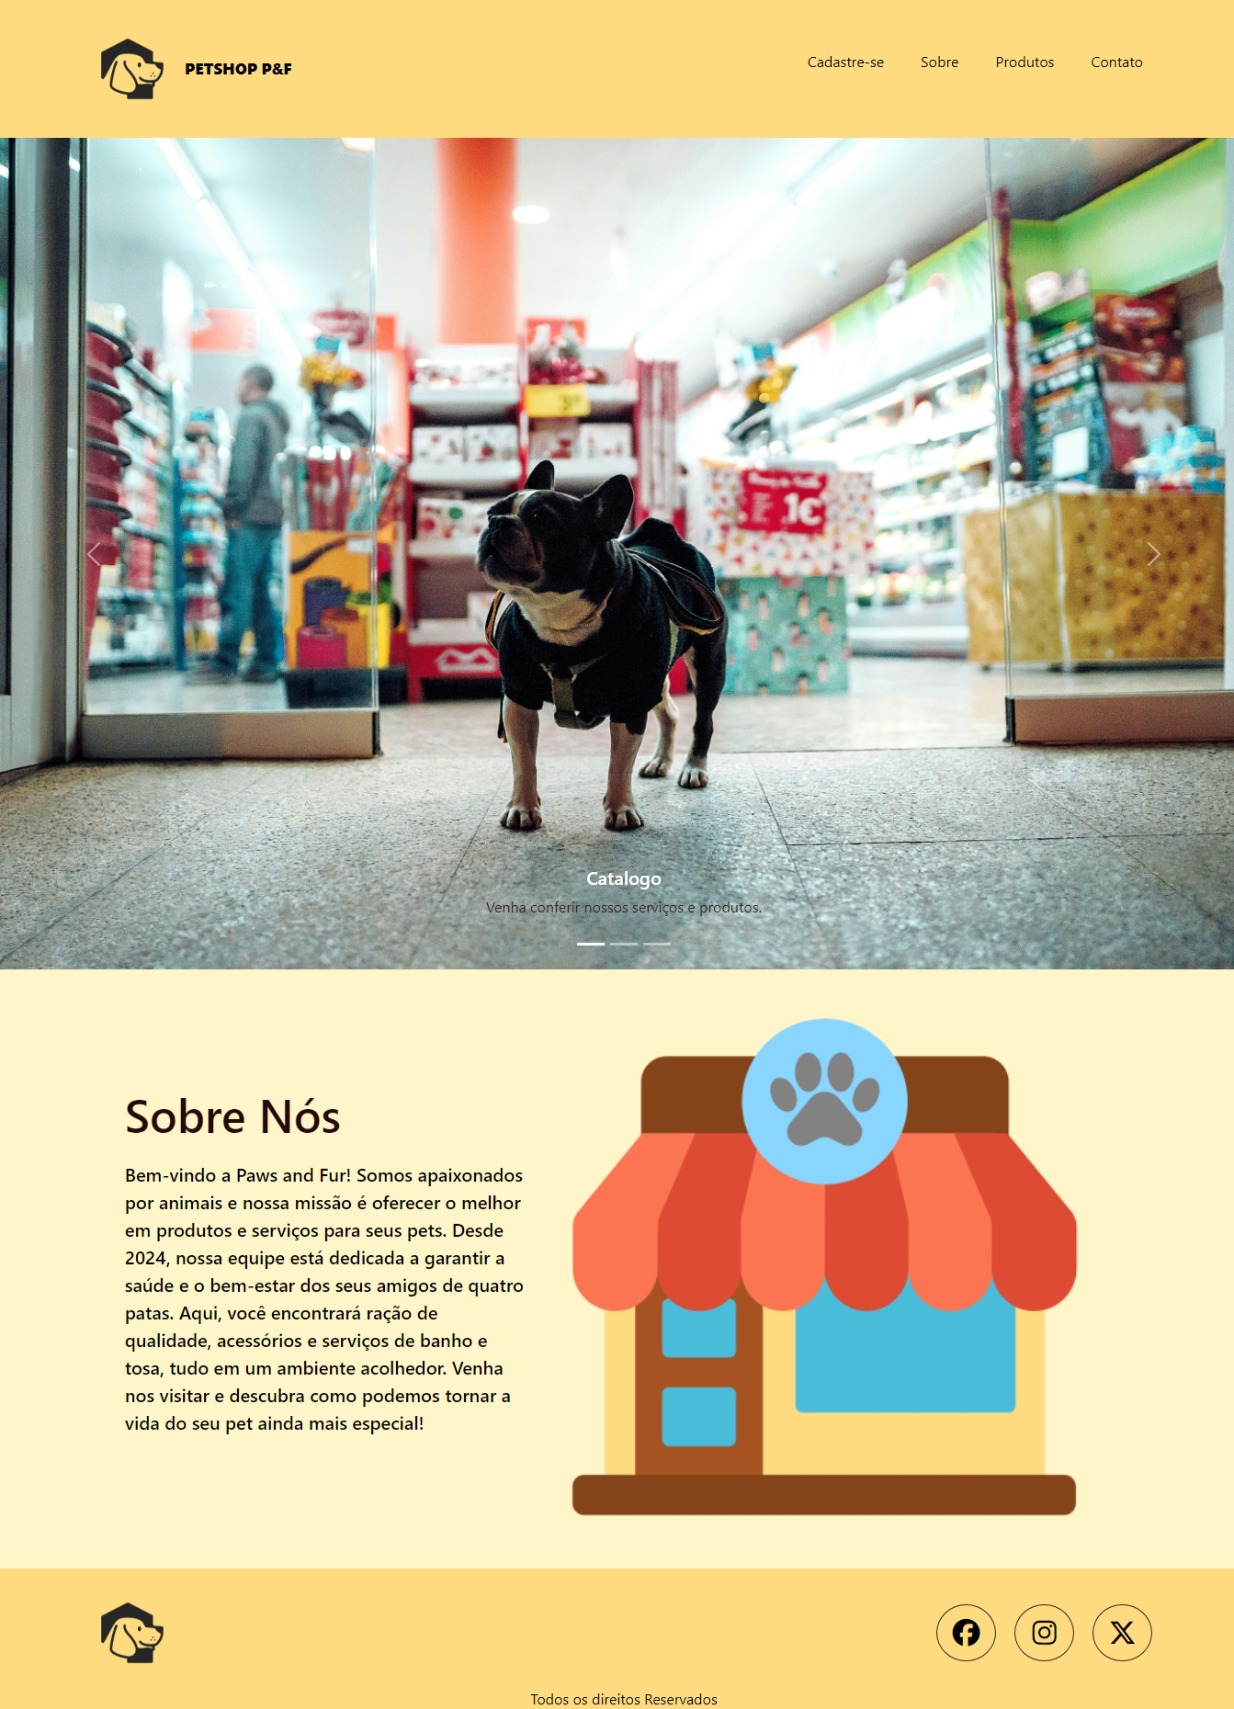 PETSHOP P&F
Cadastre-se Sobre Produtos Contato
1€
Catalogo
Venha conferir nossos serviços e produtos.
Sobre Nós
Bem-vindo a Paws and Fur! Somos apaixonados
por animais e nossa missão é oferecer o melhor
em produtos e serviços para seus pets. Desde
2024, nossa equipe está dedicada a garantir a
saúde e o bem-estar dos seus amigos de quatro
patas. Aqui, você encontrará ração de
qualidade, acessórios e serviços de banho e
tosa, tudo em um ambiente acolhedor. Venha
nos visitar e descubra como podemos tornar a
vida do seu pet ainda mais especial!
Todos os direitos Reservados